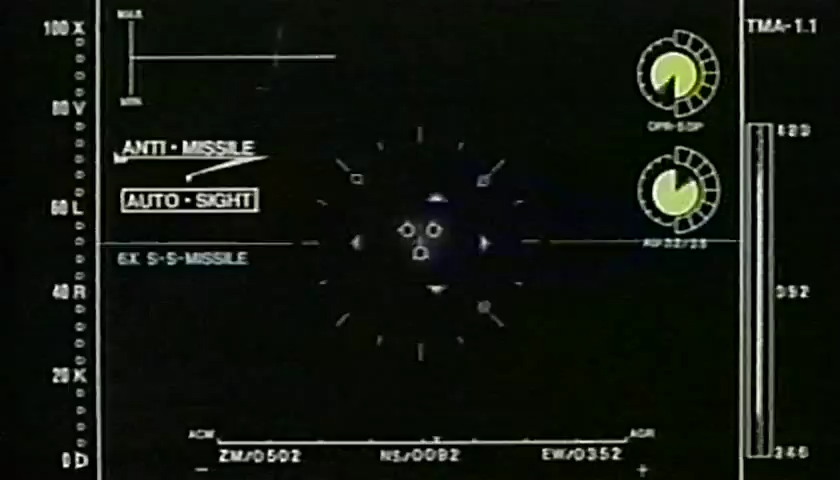 100 X
MAX
TMA-1.1
80 V
MIN
ANTI・MISSILE
AUTO・SIGHT
60 L
6X S-S-MISSILE
40 R
20 K
0 D
ZM/0502
NS/0092
EW/0352